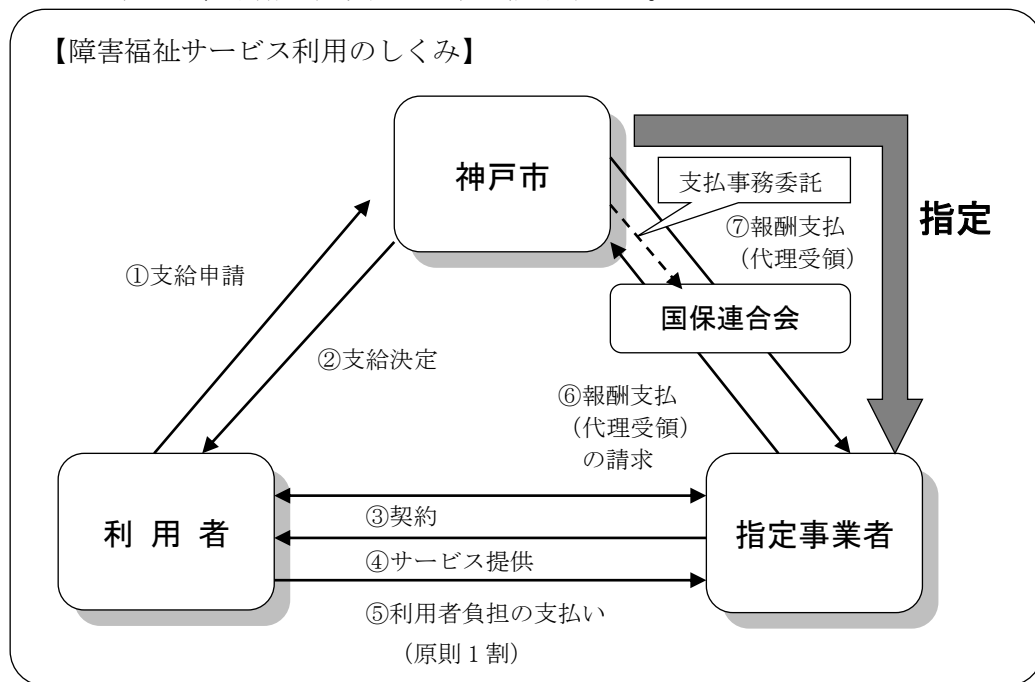 【障害福祉サービス利用のしくみ】
神戸市
支払事務委託
指定
⑦報酬支払
(代理受領)
①支給申請
国保連合会
②支給決定
⑥報酬支払
(代理受領)
の請求
利用者
③契約
指定事業者
④サービス提供
⑤利用者負担の支払い
(原則1割)